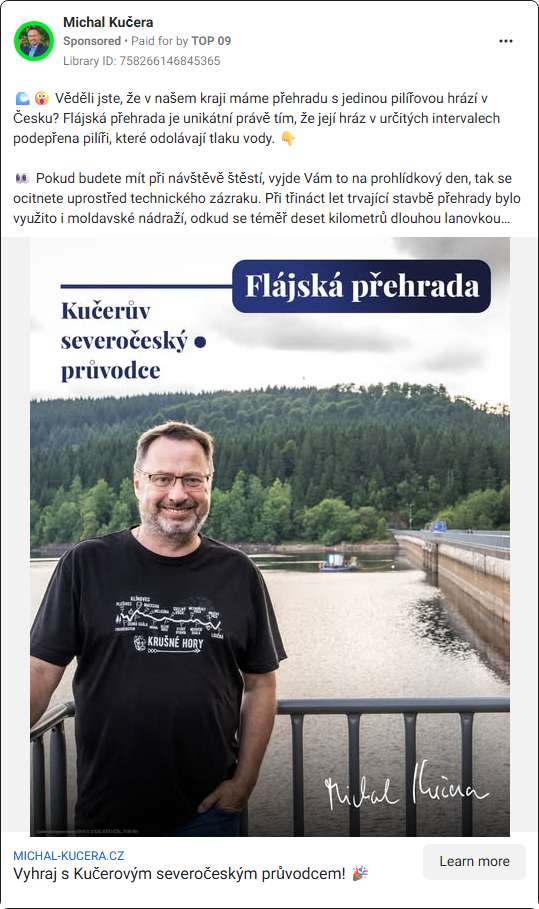 Michal Kučera
Sponsored • Paid for by TOP 09
Library ID: 758266146845365
🌊 😯 Věděli jste, že v našem kraji máme přehradu s jedinou pilířovou hrází v
Česku? Flájská přehrada je unikátní právě tím, že její hráz v určitých intervalech
podepřena pilíři, které odolávají tlaku vody. 👇
👀 Pokud budete mít při návštěvě štěstí, vyjde Vám to na prohlídkový den, tak se
ocitnete uprostřed technického zázraku. Při třináct let trvající stavbě přehrady bylo
využito i moldavské nádraží, odkud se téměř deset kilometrů dlouhou lanovkou...
Flájská přehrada
Kučerův
severočeský
průvodce
KLÍNOVEC
KRUŠNÉ HORY
Michal Kučera
MICHAL-KUCERA.CZ
Vyhraj s Kučerovým severočeským průvodcem! 🎉
Learn more